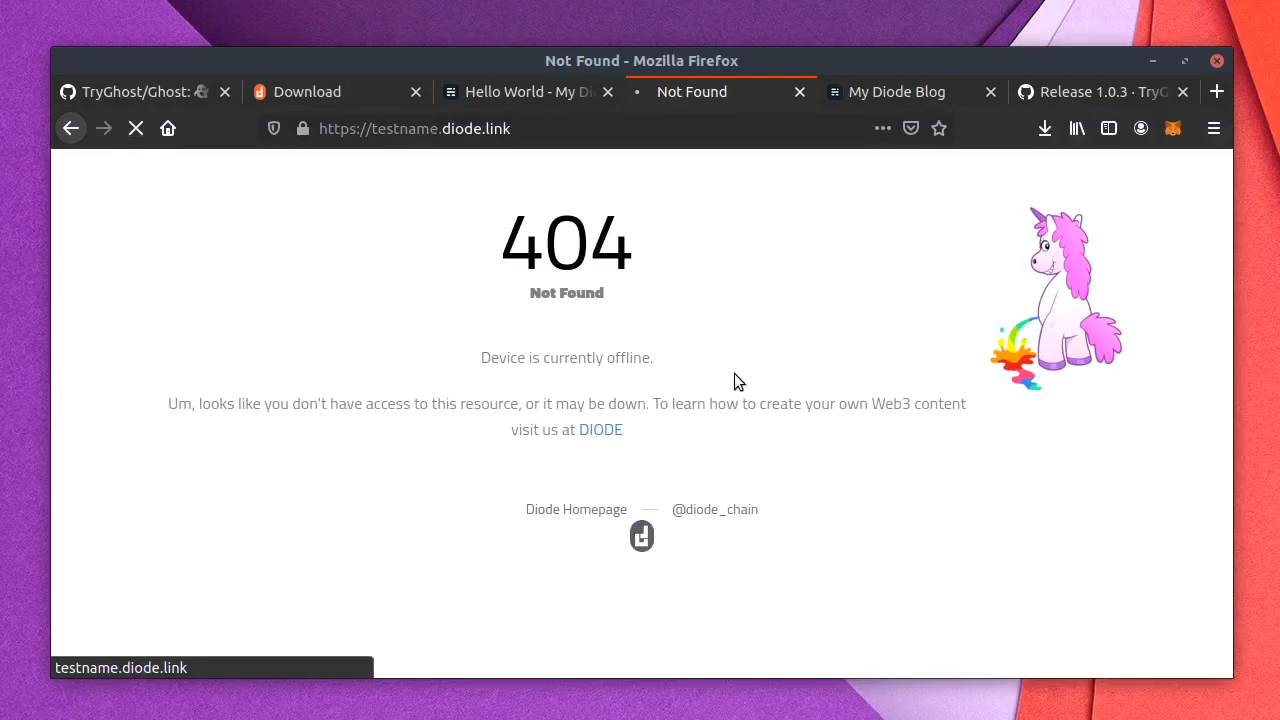 Not Found - Mozilla Firefox
TryGhost/Ghost:
Download
Hello World - My Di
Not Found
My Diode Blog
Release 1.0.3 · TryG
https://testname.diode.link
404
Not Found
Device is currently offline.
Um, looks like you don't have access to this resource, or it may be down. To learn how to create your own Web3 content
visit us at DIODE
Diode Homepage — @diode_chain
testname.diode.link